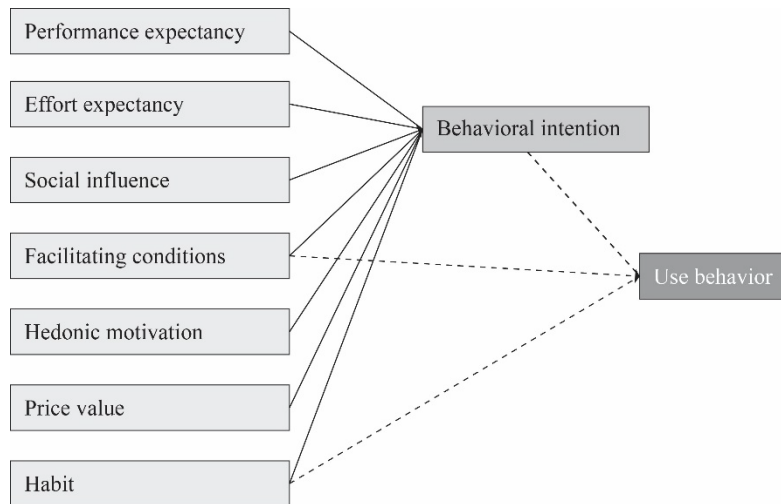 Performance expectancy
Effort expectancy
Behavioral intention
Social influence
Facilitating conditions
Use behavior
Hedonic motivation
Price value
Habit